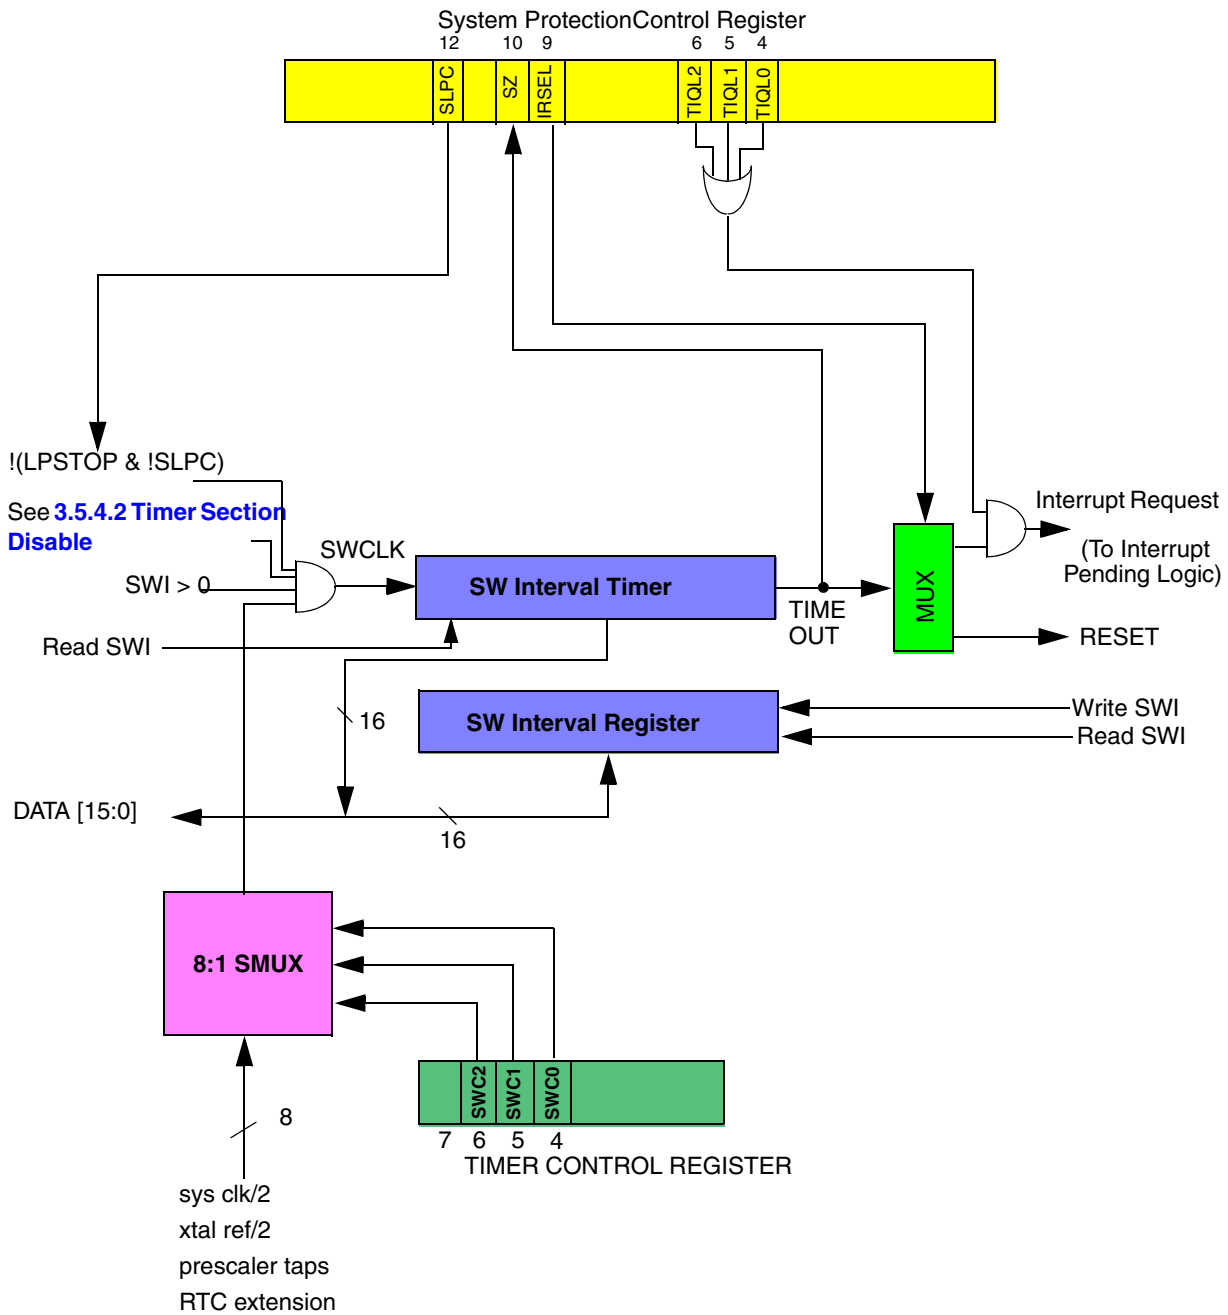 System ProtectionControl Register
12 10 9 6 5 4
SLPC SZ IRSEL TIQL2 TIQL1 TIQL0
!(LPSTOP & !SLPC)
See 3.5.4.2 Timer Section
Disable
SWCLK
SWI > 0
SW Interval Timer
Read SWI
TIME
OUT
MUX
Interrupt Request
(To Interrupt
Pending Logic)
RESET
16
SW Interval Register
Write SWI
Read SWI
DATA [15:0]
16
8:1 SMUX
SWC2 SWC1 SWC0
7 6 5 4
TIMER CONTROL REGISTER
8
sys clk/2
xtal ref/2
prescaler taps
RTC extension